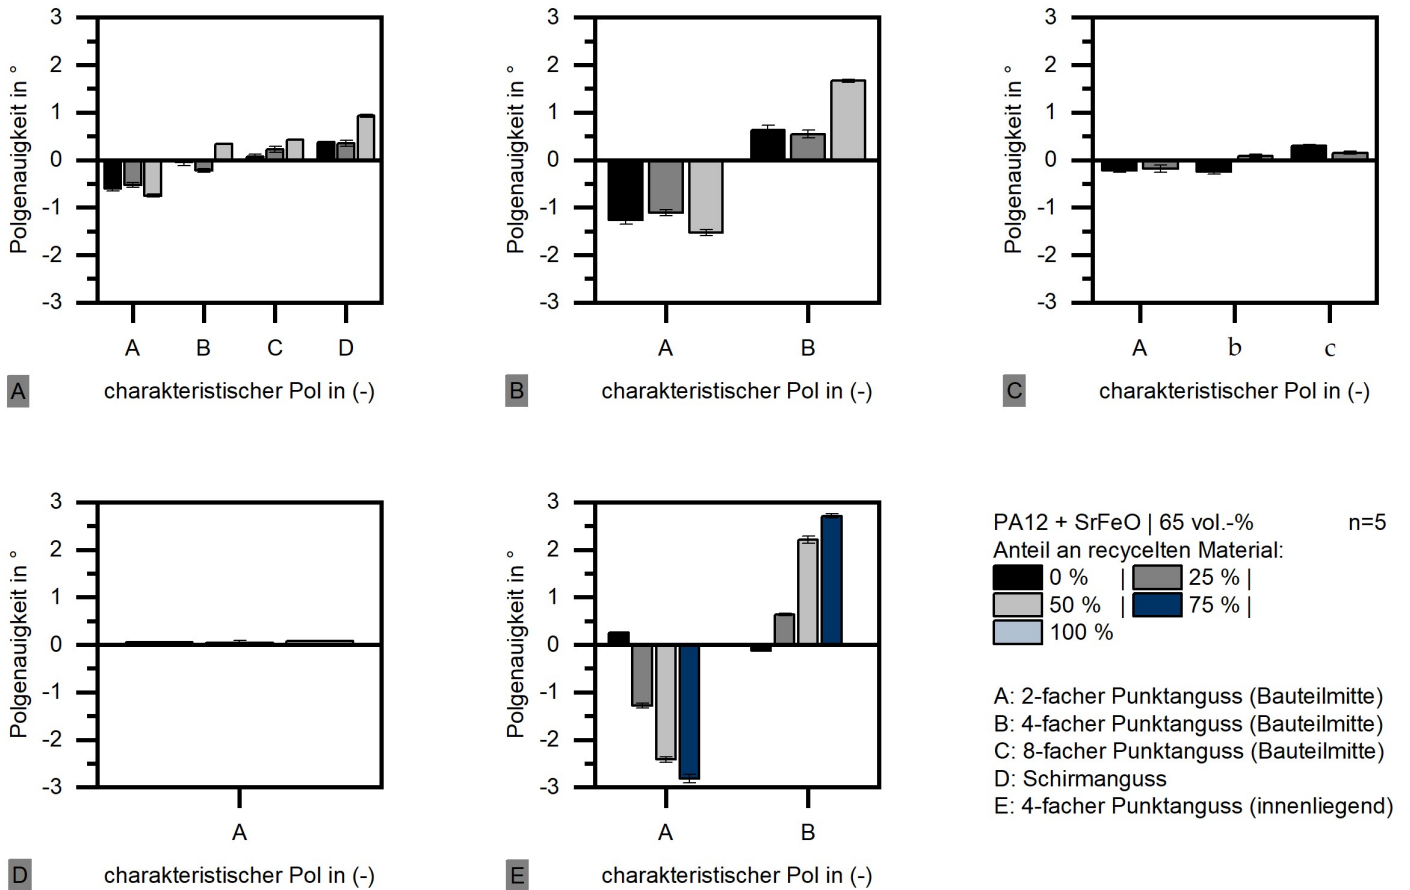 3
2
1
0
-1
-2
-3
Polgenauigkeit in °
A B C D
A charakteristischer Pol in (-)
3
2
1
0
-1
-2
-3
Polgenauigkeit in °
A B
B charakteristischer Pol in (-)
3
2
1
0
-1
-2
-3
Polgenauigkeit in °
A b c
C charakteristischer Pol in (-)
3
2
1
0
-1
-2
-3
Polgenauigkeit in °
A
D charakteristischer Pol in (-)
3
2
1
0
-1
-2
-3
Polgenauigkeit in °
A B
E charakteristischer Pol in (-)
PA12 + SrFeO | 65 vol.-% n=5
Anteil an recycelten Material:
0 % | 25 % |
50 % | 75 % |
100 %
A: 2-facher Punktanguss (Bauteilmitte)
B: 4-facher Punktanguss (Bauteilmitte)
C: 8-facher Punktanguss (Bauteilmitte)
D: Schirmanguss
E: 4-facher Punktanguss (innenliegend)